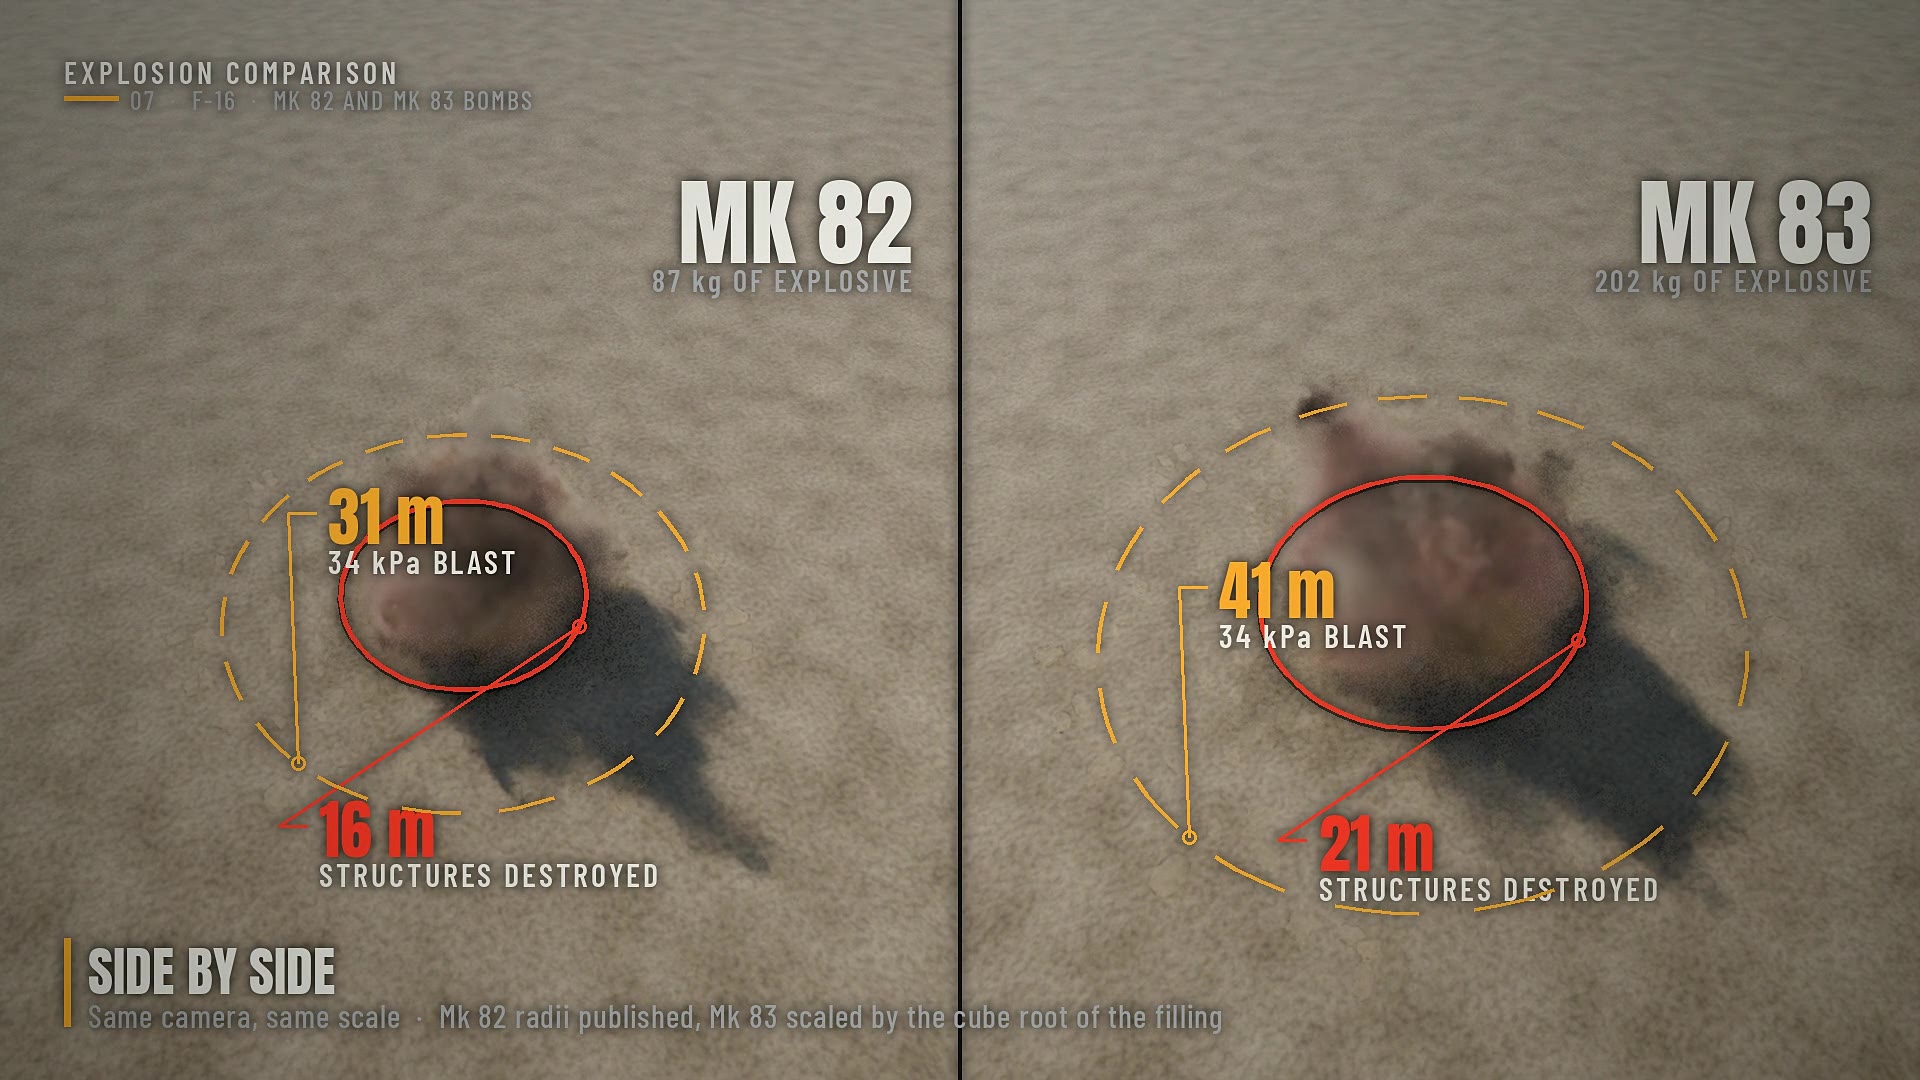 EXPLOSION COMPARISON
07 · F-16 · MK 82 AND MK 83 BOMBS
MK 82
87 kg OF EXPLOSIVE
31 m
34 kPa BLAST
16 m
STRUCTURES DESTROYED
MK 83
202 kg OF EXPLOSIVE
41 m
34 kPa BLAST
21 m
STRUCTURES DESTROYED
SIDE BY SIDE
Same camera, same scale · Mk 82 radii published, Mk 83 scaled by the cube root of the filling